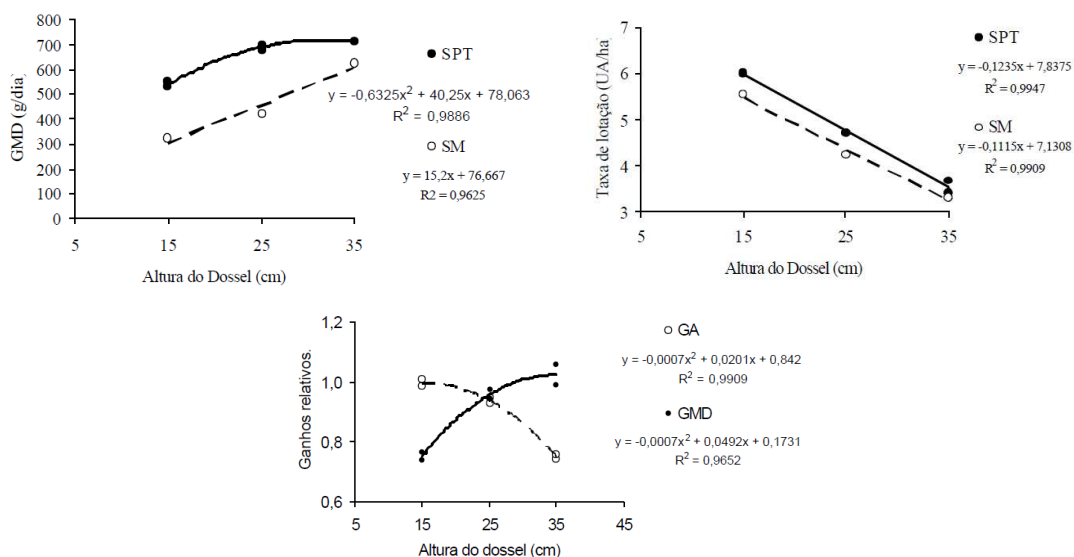 GMD (g/dia)
800
700
600
500
400
300
200
100
0
5
15
25
35
Altura do Dossel (cm)
SPT
y = -0,6325x² + 40,25x + 78,063
R² = 0,9886
SM
y = 15,2x + 76,667
R2 = 0,9625
Taxa de lotação (UA/ha)
7
6
5
4
3
5
15
25
35
Altura do Dossel (cm)
SPT
y = -0,1235x + 7,8375
R² = 0,9947
SM
y = -0,1115x + 7,1308
R² = 0,9909
Ganhos relativos.
1,2
1,0
0,8
0,6
5
15
25
35
45
Altura do dossel (cm)
GA
y = -0,0007x² + 0,0201x + 0,842
R² = 0,9909
GMD
y = -0,0007x² + 0,0492x + 0,1731
R² = 0,9652